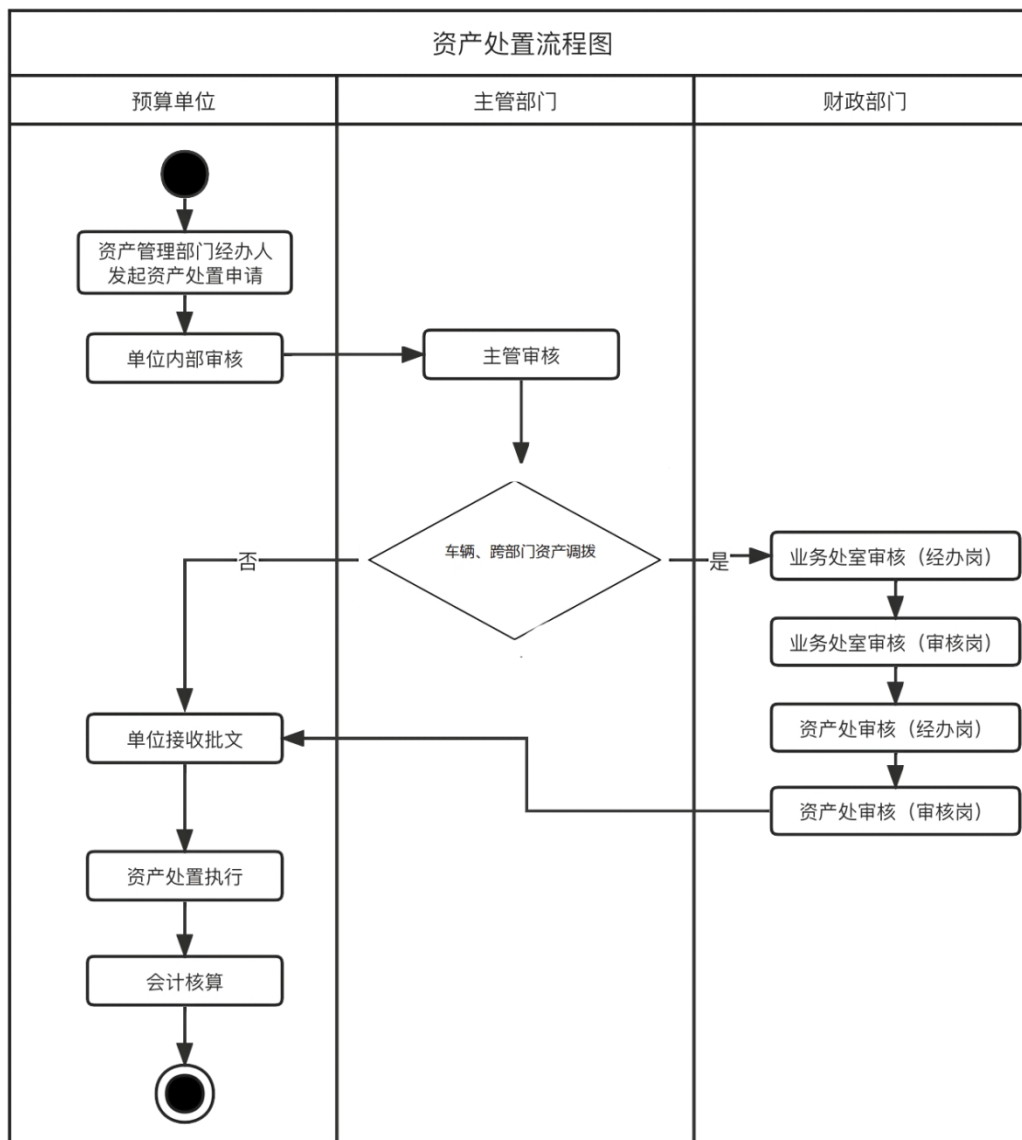 资产处置流程图
预算单位
主管部门
财政部门
资产管理部门经办人
发起资产处置申请
单位内部审核
主管审核
车辆、跨部门资产调拨
否
是
业务处室审核（经办岗）
业务处室审核（审核岗）
资产处审核（经办岗）
资产处审核（审核岗）
单位接收批文
资产处置执行
会计核算